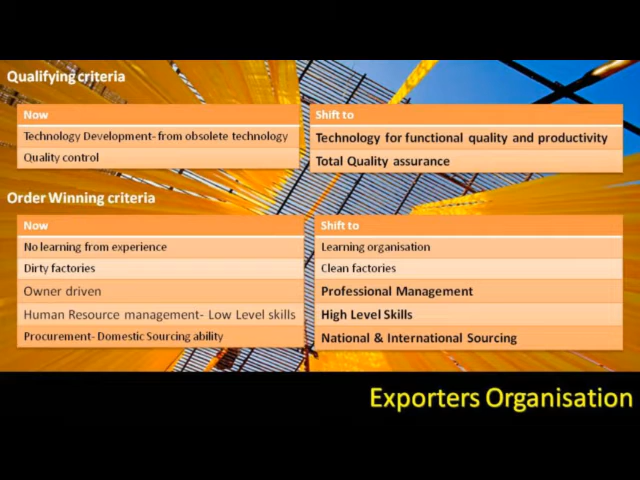 Qualifying criteria
Now
Technology Development- from obsolete technology
Quality control
Shift to
Technology for functional quality and productivity
Total Quality assurance
Order Winning criteria
Now
No learning from experience
Dirty factories
Owner driven
Human Resource management- Low Level skills
Procurement- Domestic Sourcing ability
Shift to
Learning organisation
Clean factories
Professional Management
High Level Skills
National & International Sourcing
Exporters Organisation